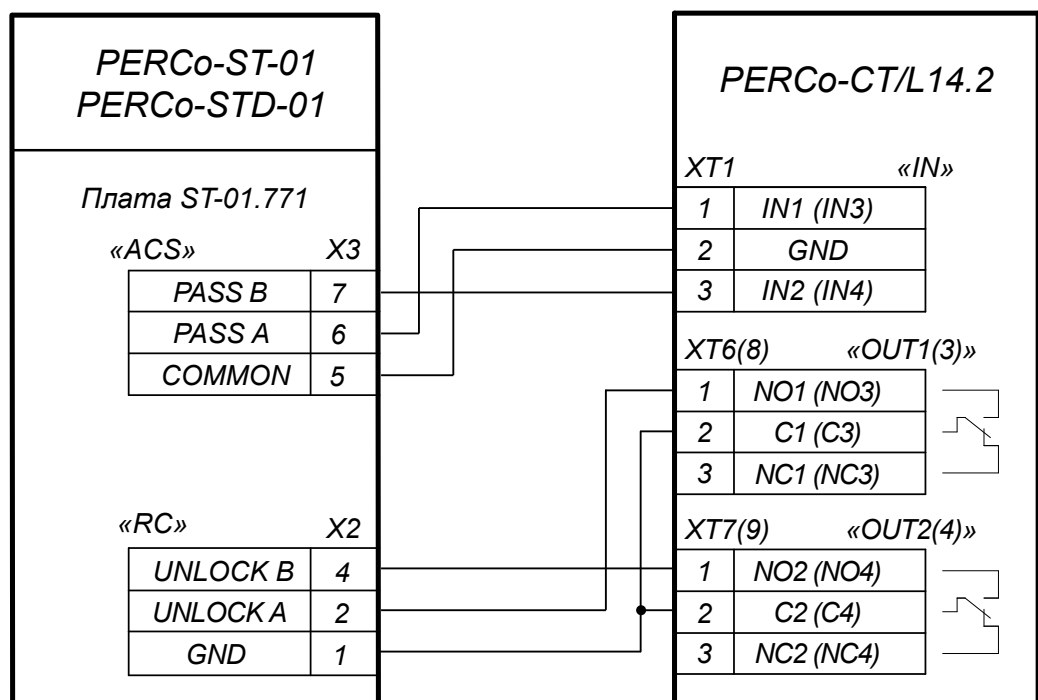 PERCo-ST-01
PERCo-STD-01
Плата ST-01.771
«ACS» X3
PASS B 7
PASS A 6
COMMON 5
«RC» X2
UNLOCK B 4
UNLOCK A 2
GND 1
PERCo-CT/L14.2
XT1 «IN»
1 IN1 (IN3)
2 GND
3 IN2 (IN4)
XT6(8) «OUT1(3)»
1 NO1 (NO3)
2 C1 (C3)
3 NC1 (NC3)
XT7(9) «OUT2(4)»
1 NO2 (NO4)
2 C2 (C4)
3 NC2 (NC4)